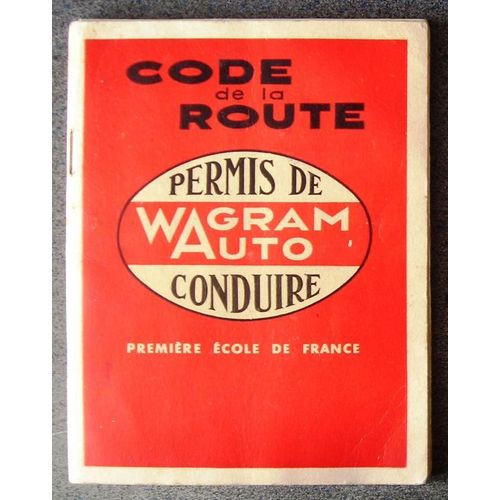 CODE
de la
ROUTE
PERMIS DE
WAGRAM
AUTO
CONDUIRE
PREMIÈRE ÉCOLE DE FRANCE